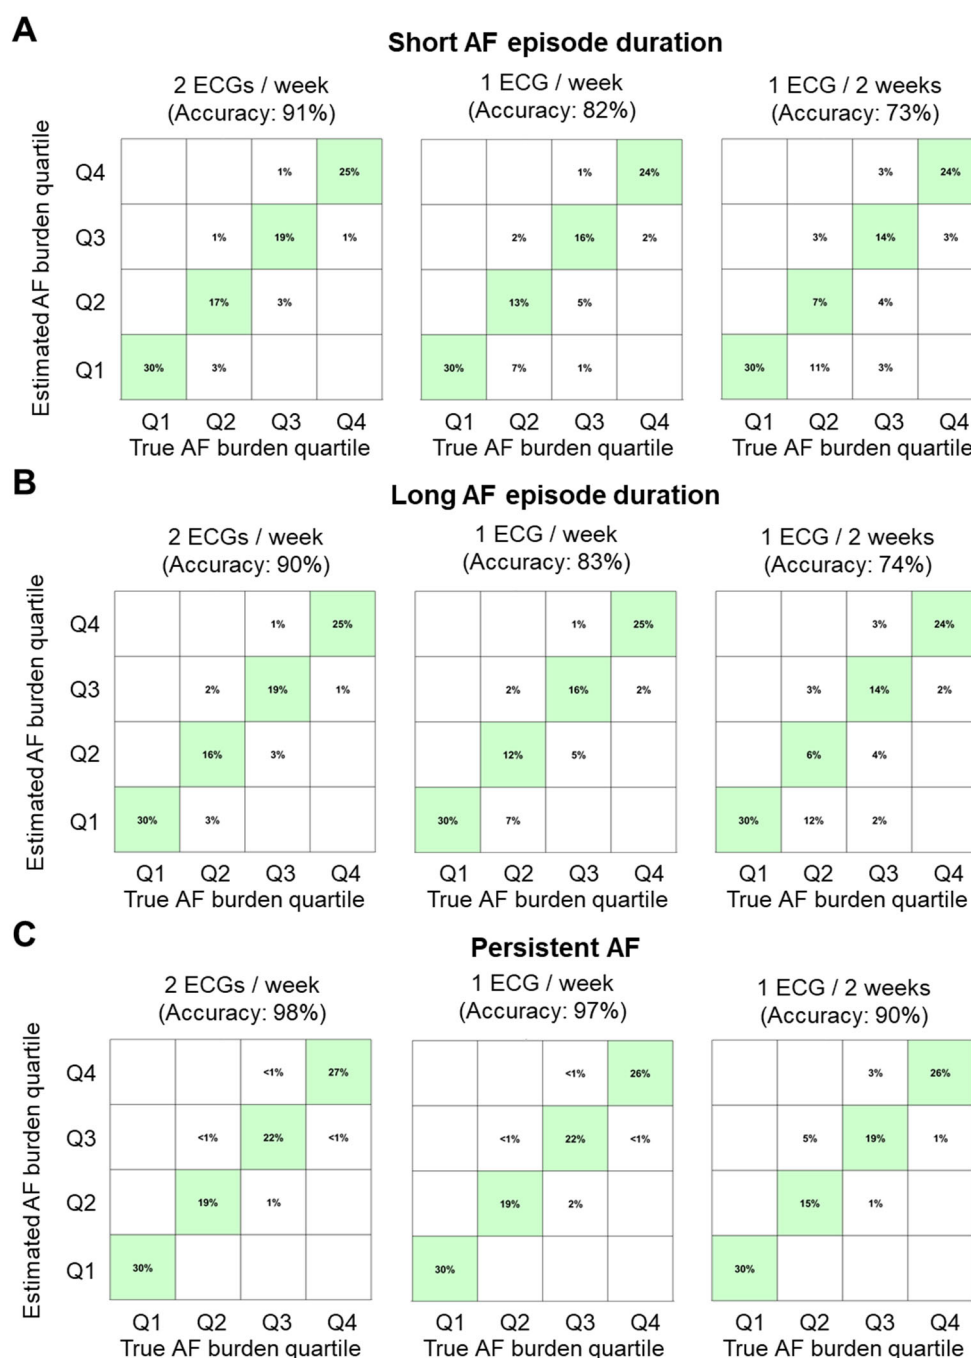 A
Short AF episode duration
2 ECGs / week
(Accuracy: 91%)
1 ECG / week
(Accuracy: 82%)
1 ECG / 2 weeks
(Accuracy: 73%)
Estimated AF burden quartile
Q4
1%
25%
1%
24%
3%
24%
Q3
1%
19%
1%
2%
16%
2%
3%
14%
3%
Q2
17%
3%
13%
5%
7%
4%
Q1
30%
3%
30%
7%
1%
30%
11%
3%
Q1 Q2 Q3 Q4
True AF burden quartile
Q1 Q2 Q3 Q4
True AF burden quartile
Q1 Q2 Q3 Q4
True AF burden quartile
B
Long AF episode duration
2 ECGs / week
(Accuracy: 90%)
1 ECG / week
(Accuracy: 83%)
1 ECG / 2 weeks
(Accuracy: 74%)
Estimated AF burden quartile
Q4
1%
25%
1%
25%
3%
24%
Q3
2%
19%
1%
2%
16%
2%
3%
14%
2%
Q2
16%
3%
12%
5%
6%
4%
Q1
30%
3%
30%
7%
30%
12%
2%
Q1 Q2 Q3 Q4
True AF burden quartile
Q1 Q2 Q3 Q4
True AF burden quartile
Q1 Q2 Q3 Q4
True AF burden quartile
C
Persistent AF
2 ECGs / week
(Accuracy: 98%)
1 ECG / week
(Accuracy: 97%)
1 ECG / 2 weeks
(Accuracy: 90%)
Estimated AF burden quartile
Q4
<1%
27%
<1%
26%
3%
26%
Q3
<1%
22%
<1%
<1%
22%
<1%
5%
19%
1%
Q2
19%
1%
19%
2%
15%
1%
Q1
30%
30%
30%
Q1 Q2 Q3 Q4
True AF burden quartile
Q1 Q2 Q3 Q4
True AF burden quartile
Q1 Q2 Q3 Q4
True AF burden quartile